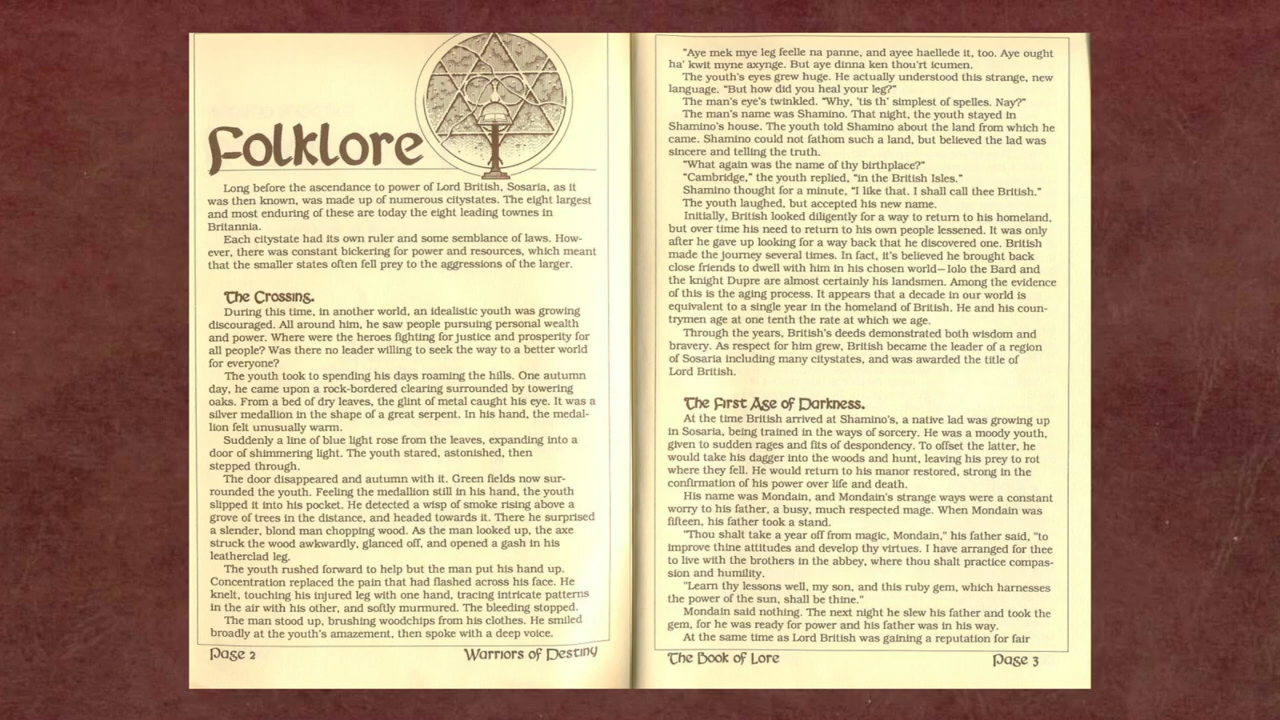 Folklore
Long before the ascendance to power of Lord British, Sosaria, as it
was then known, was made up of numerous citystates. The eight largest
and most enduring of these are today the eight leading townes in
Britannia.
Each citystate had its own ruler and some semblance of laws. How-
ever, there was constant bickering for power and resources, which meant
that the smaller states often fell prey to the aggressions of the larger.
The Crossing.
During this time, in another world, an idealistic youth was growing
discouraged. All around him, he saw people pursuing personal wealth
and power. Where were the heroes fighting for justice and prosperity for
all people? Was there no leader willing to seek the way to a better world
for everyone?
The youth took to spending his days roaming the hills. One autumn
day, he came upon a rock-bordered clearing surrounded by towering
oaks. From a bed of dry leaves, the glint of metal caught his eye. It was a
silver medallion in the shape of a great serpent. In his hand, the medal-
lion felt unusually warm.
Suddenly a line of blue light rose from the leaves, expanding into a
door of shimmering light. The youth stared, astonished, then
stepped through.
The door disappeared and autumn with it. Green fields now sur-
rounded the youth. Feeling the medallion still in his hand, the youth
slipped it into his pocket. He detected a wisp of smoke rising above a
grove of trees in the distance, and headed towards it. There he surprised
a slender, blond man chopping wood. As the man looked up, the axe
struck the wood awkwardly, glanced off, and opened a gash in his
leatherclad leg.
The youth rushed forward to help but the man put his hand up.
Concentration replaced the pain that had flashed across his face. He
knelt, touching his injured leg with one hand, tracing intricate patterns
in the air with his other, and softly murmured. The bleeding stopped.
The man stood up, brushing woodchips from his clothes. He smiled
broadly at the youth's amazement, then spoke with a deep voice.
Page 2
Warriors of Destiny
"Aye mek mye leg feelle na panne, and ayee haellede it, too. Aye ought
ha' kwit myne axynge. But aye dinna ken thou'rt icumen.
The youth's eyes grew huge. He actually understood this strange, new
language. "But how did you heal your leg?"
The man's eye's twinkled. "Why, 'tis th' simplest of spelles. Nay?"
The man's name was Shamino. That night, the youth stayed in
Shamino's house. The youth told Shamino about the land from which he
came. Shamino could not fathom such a land, but believed the lad was
sincere and telling the truth.
"What again was the name of thy birthplace?"
"Cambridge," the youth replied, "in the British Isles."
Shamino thought for a minute, "I like that. I shall call thee British."
The youth laughed, but accepted his new name.
Initially, British looked diligently for a way to return to his homeland,
but over time his need to return to his own people lessened. It was only
after he gave up looking for a way back that he discovered one. British
made the journey several times. In fact, it's believed he brought back
close friends to dwell with him in his chosen world—Iolo the Bard and
the knight Dupre are almost certainly his landsmen. Among the evidence
of this is the aging process. It appears that a decade in our world is
equivalent to a single year in the homeland of British. He and his coun-
trymen age at one tenth the rate at which we age.
Through the years, British's deeds demonstrated both wisdom and
bravery. As respect for him grew, British became the leader of a region
of Sosaria including many citystates, and was awarded the title of
Lord British.
The First Age of Darkness.
At the time British arrived at Shamino's, a native lad was growing up
in Sosaria, being trained in the ways of sorcery. He was a moody youth,
given to sudden rages and fits of despondency. To offset the latter, he
would take his dagger into the woods and hunt, leaving his prey to rot
where they fell. He would return to his manor restored, strong in the
confirmation of his power over life and death.
His name was Mondain, and Mondain's strange ways were a constant
worry to his father, a busy, much respected mage. When Mondain was
fifteen, his father took a stand.
"Thou shalt take a year off from magic, Mondain," his father said, "to
improve thine attitudes and develop thy virtues. I have arranged for thee
to live with the brothers in the abbey, where thou shalt practice compas-
sion and humility.
"Learn thy lessons well, my son, and this ruby gem, which harnesses
the power of the sun, shall be thine."
Mondain said nothing. The next night he slew his father and took the
gem, for he was ready for power and his father was in his way.
At the same time as Lord British was gaining a reputation for fair
The Book of Lore
Page 3